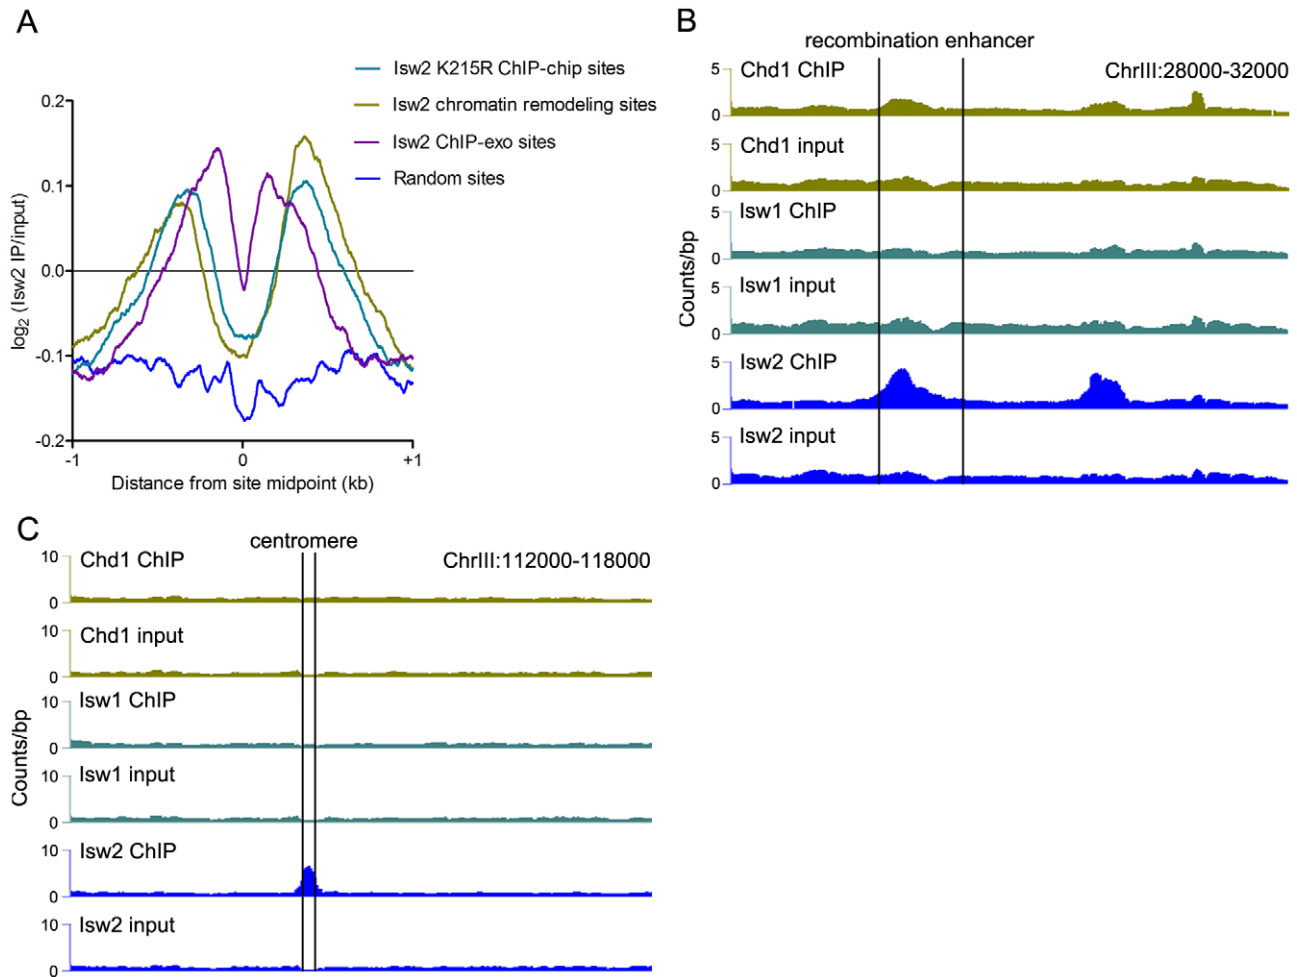 A
Isw2 K215R ChIP-chip sites
Isw2 chromatin remodeling sites
Isw2 ChIP-exo sites
Random sites
0.2
0.1
0.0
-0.1
-0.2
log2 (Isw2 IP/input)
-1 0 +1
Distance from site midpoint (kb)
B
recombination enhancer
ChrIII:28000-32000
Counts/bp
5 Chd1 ChIP
0
5 Chd1 input
0
5 Isw1 ChIP
0
5 Isw1 input
0
5 Isw2 ChIP
0
5 Isw2 input
0
C
centromere
ChrIII:112000-118000
Counts/bp
10 Chd1 ChIP
0
10 Chd1 input
0
10 Isw1 ChIP
0
10 Isw1 input
0
10 Isw2 ChIP
0
10 Isw2 input
0